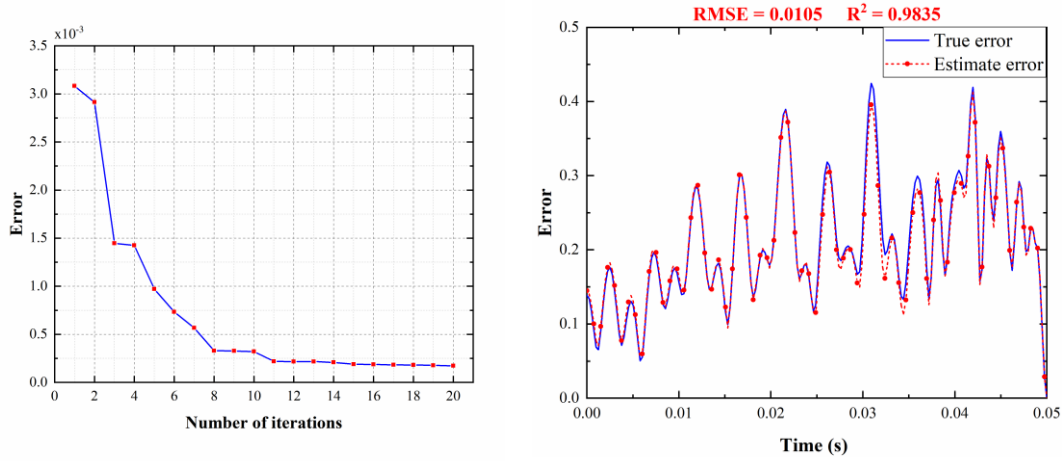 x10⁻³
3.5
3.0
2.5
2.0
1.5
1.0
0.5
0.0
Error
0 2 4 6 8 10 12 14 16 18 20
Number of iterations
RMSE = 0.0105 R² = 0.9835
True error
Estimate error
0.5
0.4
0.3
0.2
0.1
0.0
Error
0.00 0.01 0.02 0.03 0.04 0.05
Time (s)